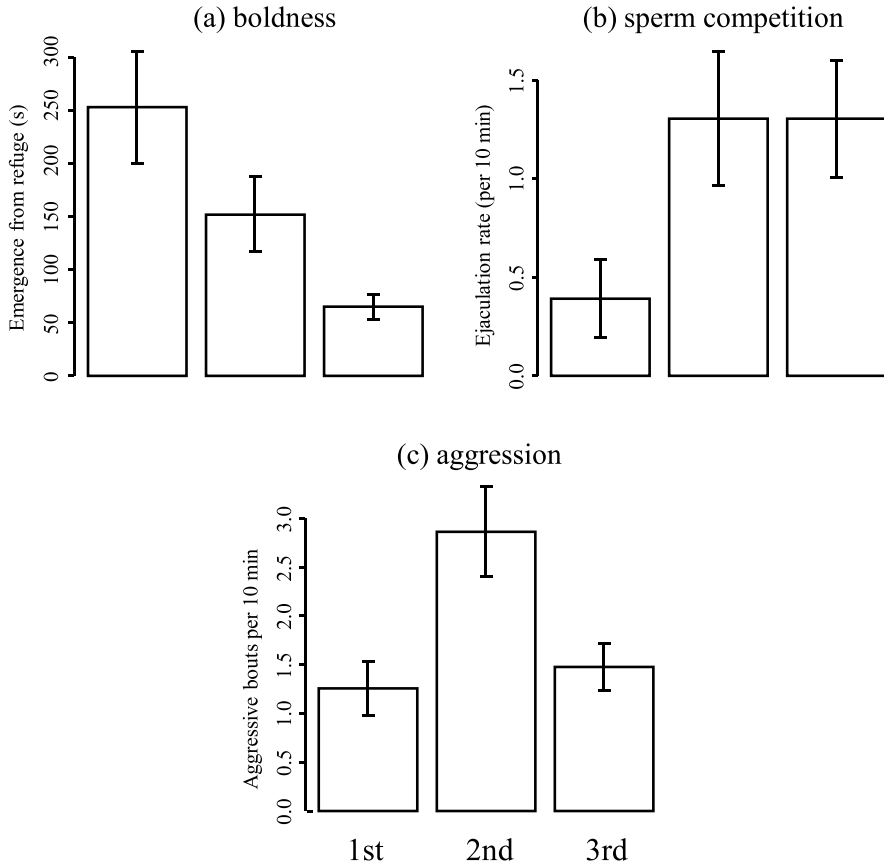 (a) boldness
Emergence from refuge (s)
300
250
200
150
100
50
0
(b) sperm competition
Ejaculation rate (per 10 min)
1.5
1.0
0.5
0.0
(c) aggression
Aggressive bouts per 10 min
3.0
2.5
2.0
1.5
1.0
0.5
0.0
1st 2nd 3rd